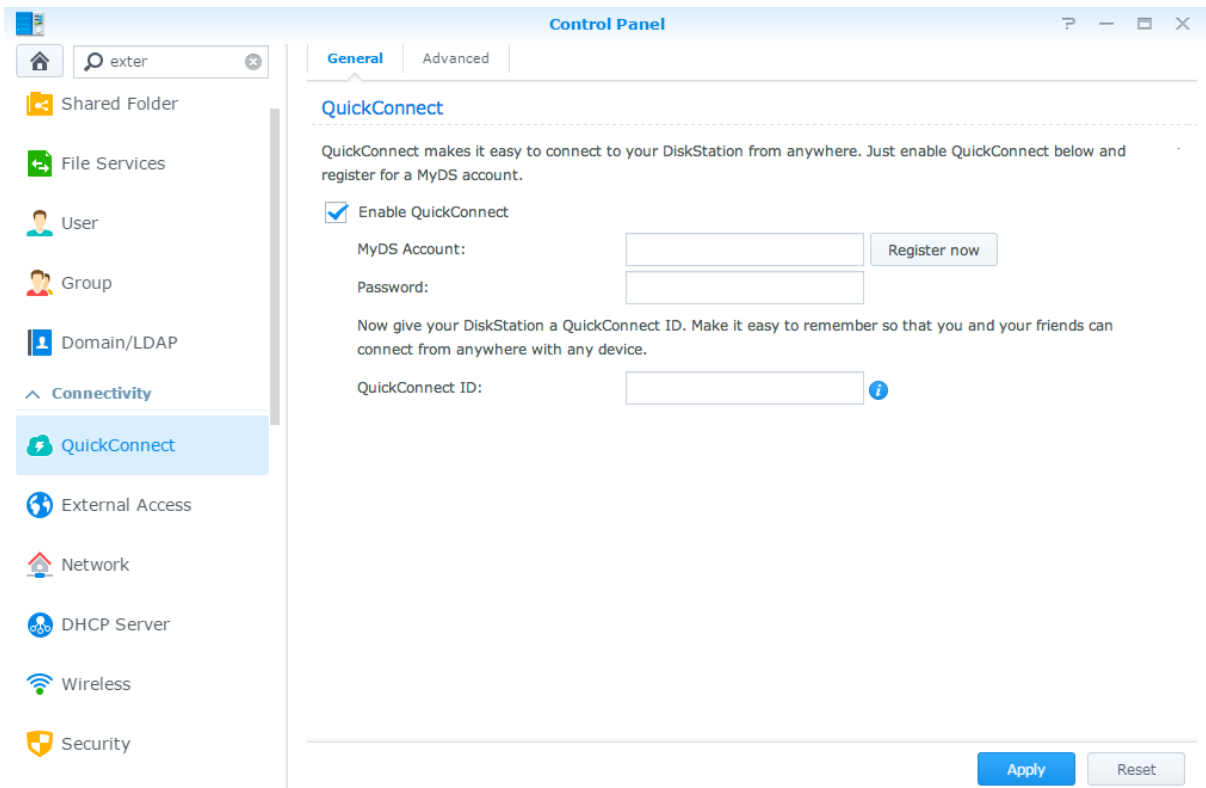 Control Panel
exter
Shared Folder
File Services
User
Group
Domain/LDAP
Connectivity
QuickConnect
External Access
Network
DHCP Server
Wireless
Security
General
Advanced
QuickConnect
QuickConnect makes it easy to connect to your DiskStation from anywhere. Just enable QuickConnect below and
register for a MyDS account.
Enable QuickConnect
MyDS Account:
Register now
Password:
Now give your DiskStation a QuickConnect ID. Make it easy to remember so that you and your friends can
connect from anywhere with any device.
QuickConnect ID:
Apply
Reset